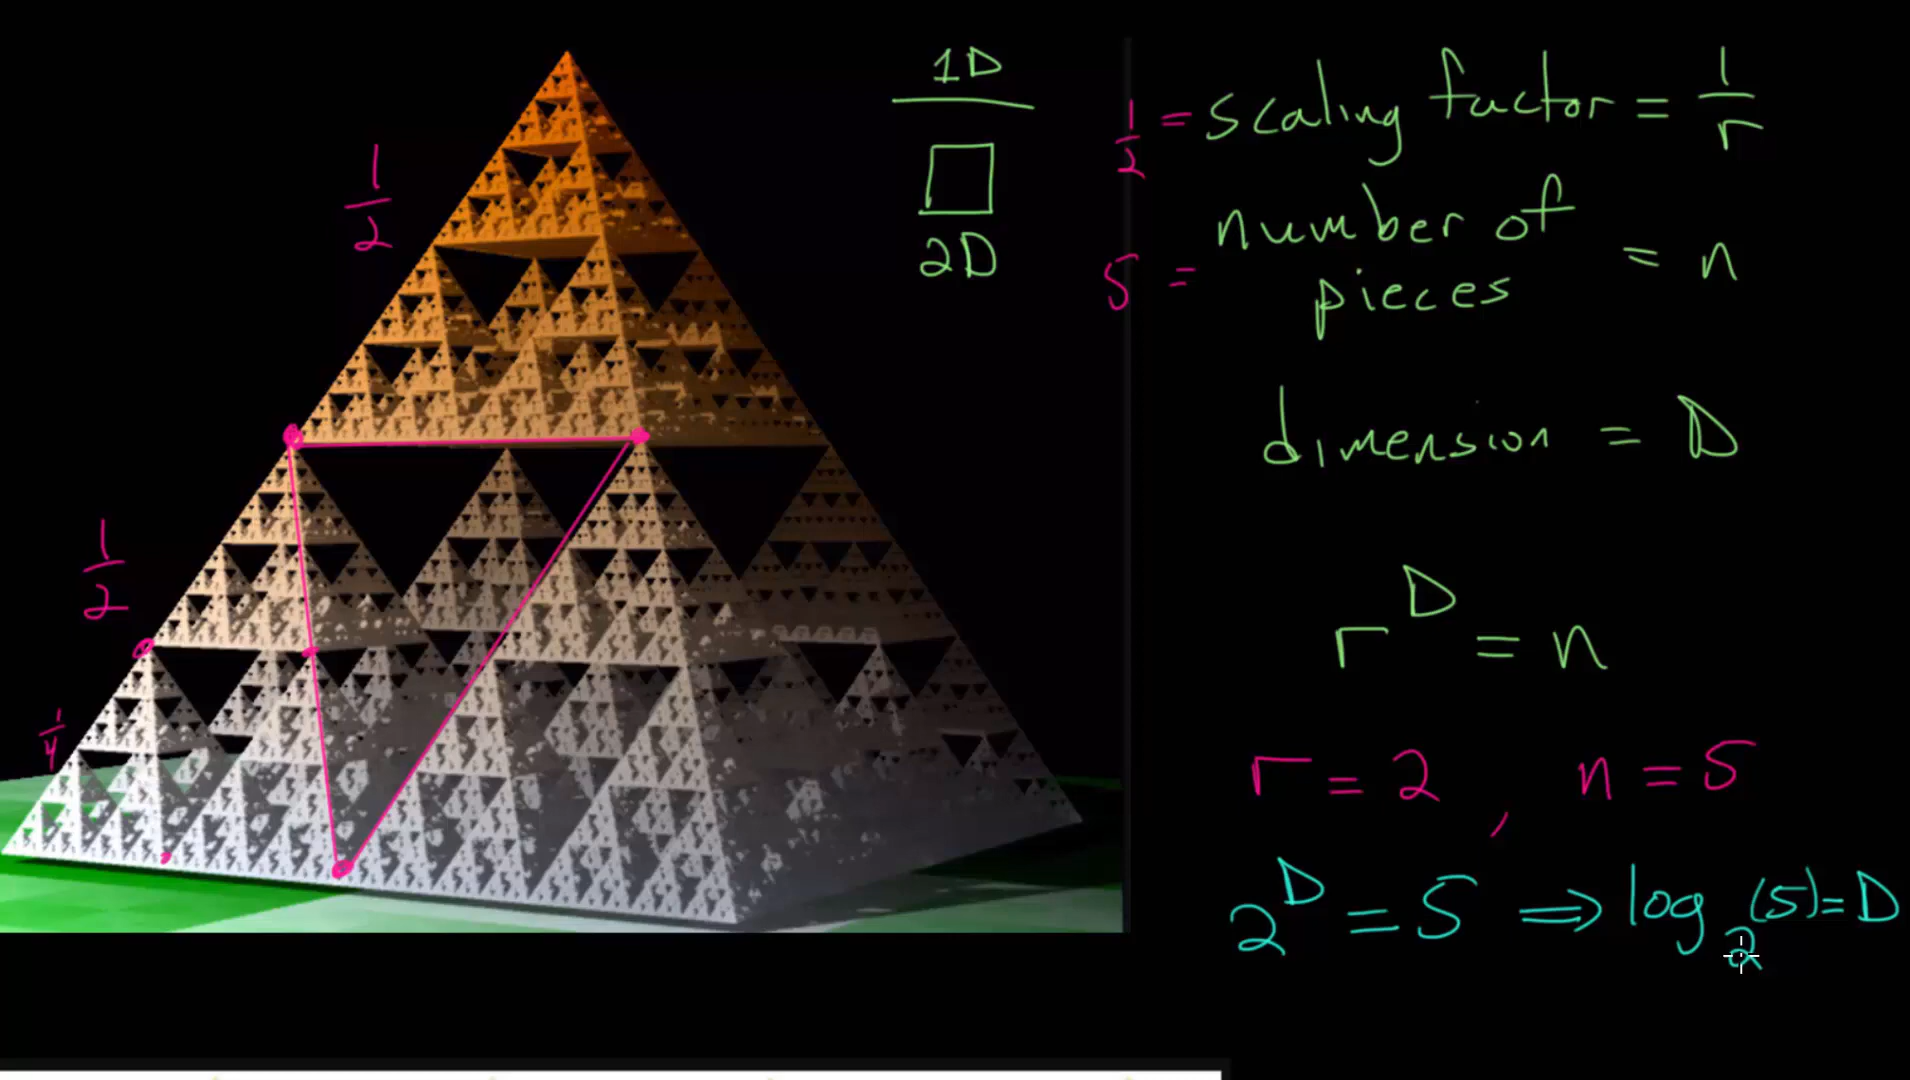 1D
2D
1/2
1/2
1/4
1/2 = scaling factor = 1/r
5 = number of pieces = n
dimension = D
r^D = n
r = 2 , n = 5
2^D = 5 ⇒ log_2(5) = D